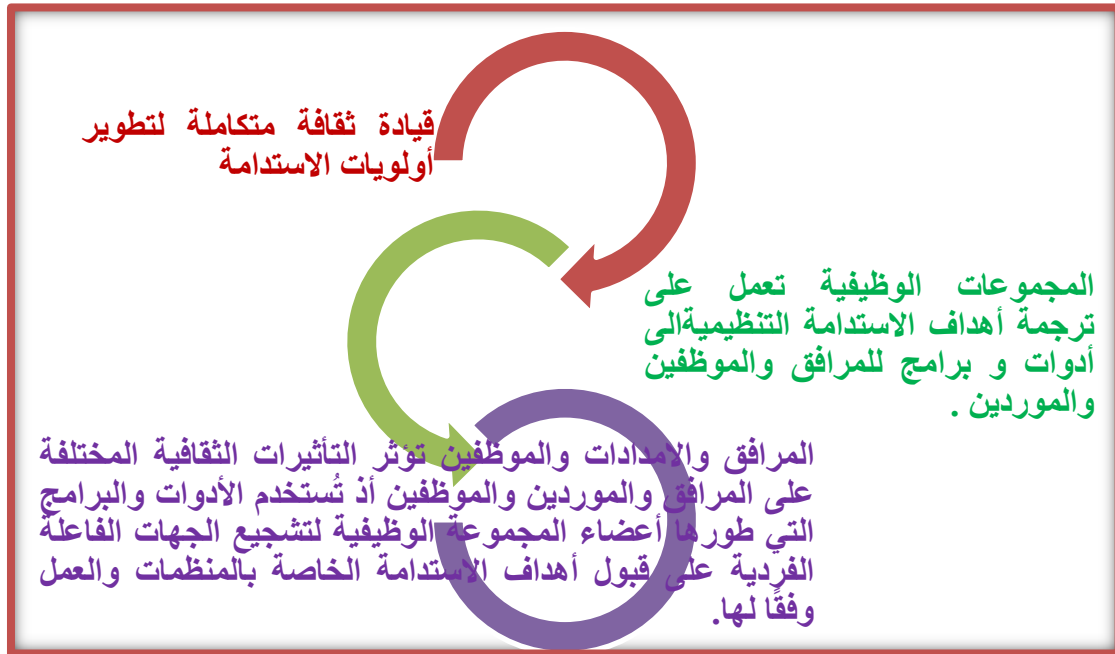 قيادة ثقافة متكاملة لتطوير
أولويات الاستدامة
المجموعات الوظيفية تعمل على
ترجمة أهداف الاستدامة التنظيميةالى
أدوات و برامج للمرافق والموظفين
والموردين .
المرافق والامدادات والموظفين تؤثر التأثيرات الثقافية المختلفة
على المرافق والموردين والموظفين أذ تُستخدم الأدوات والبرامج
التي طورها أعضاء المجموعة الوظيفية لتشجيع الجهات الفاعلة
الفردية على قبول أهداف الاستدامة الخاصة بالمنظمات والعمل
وفقًا لها.